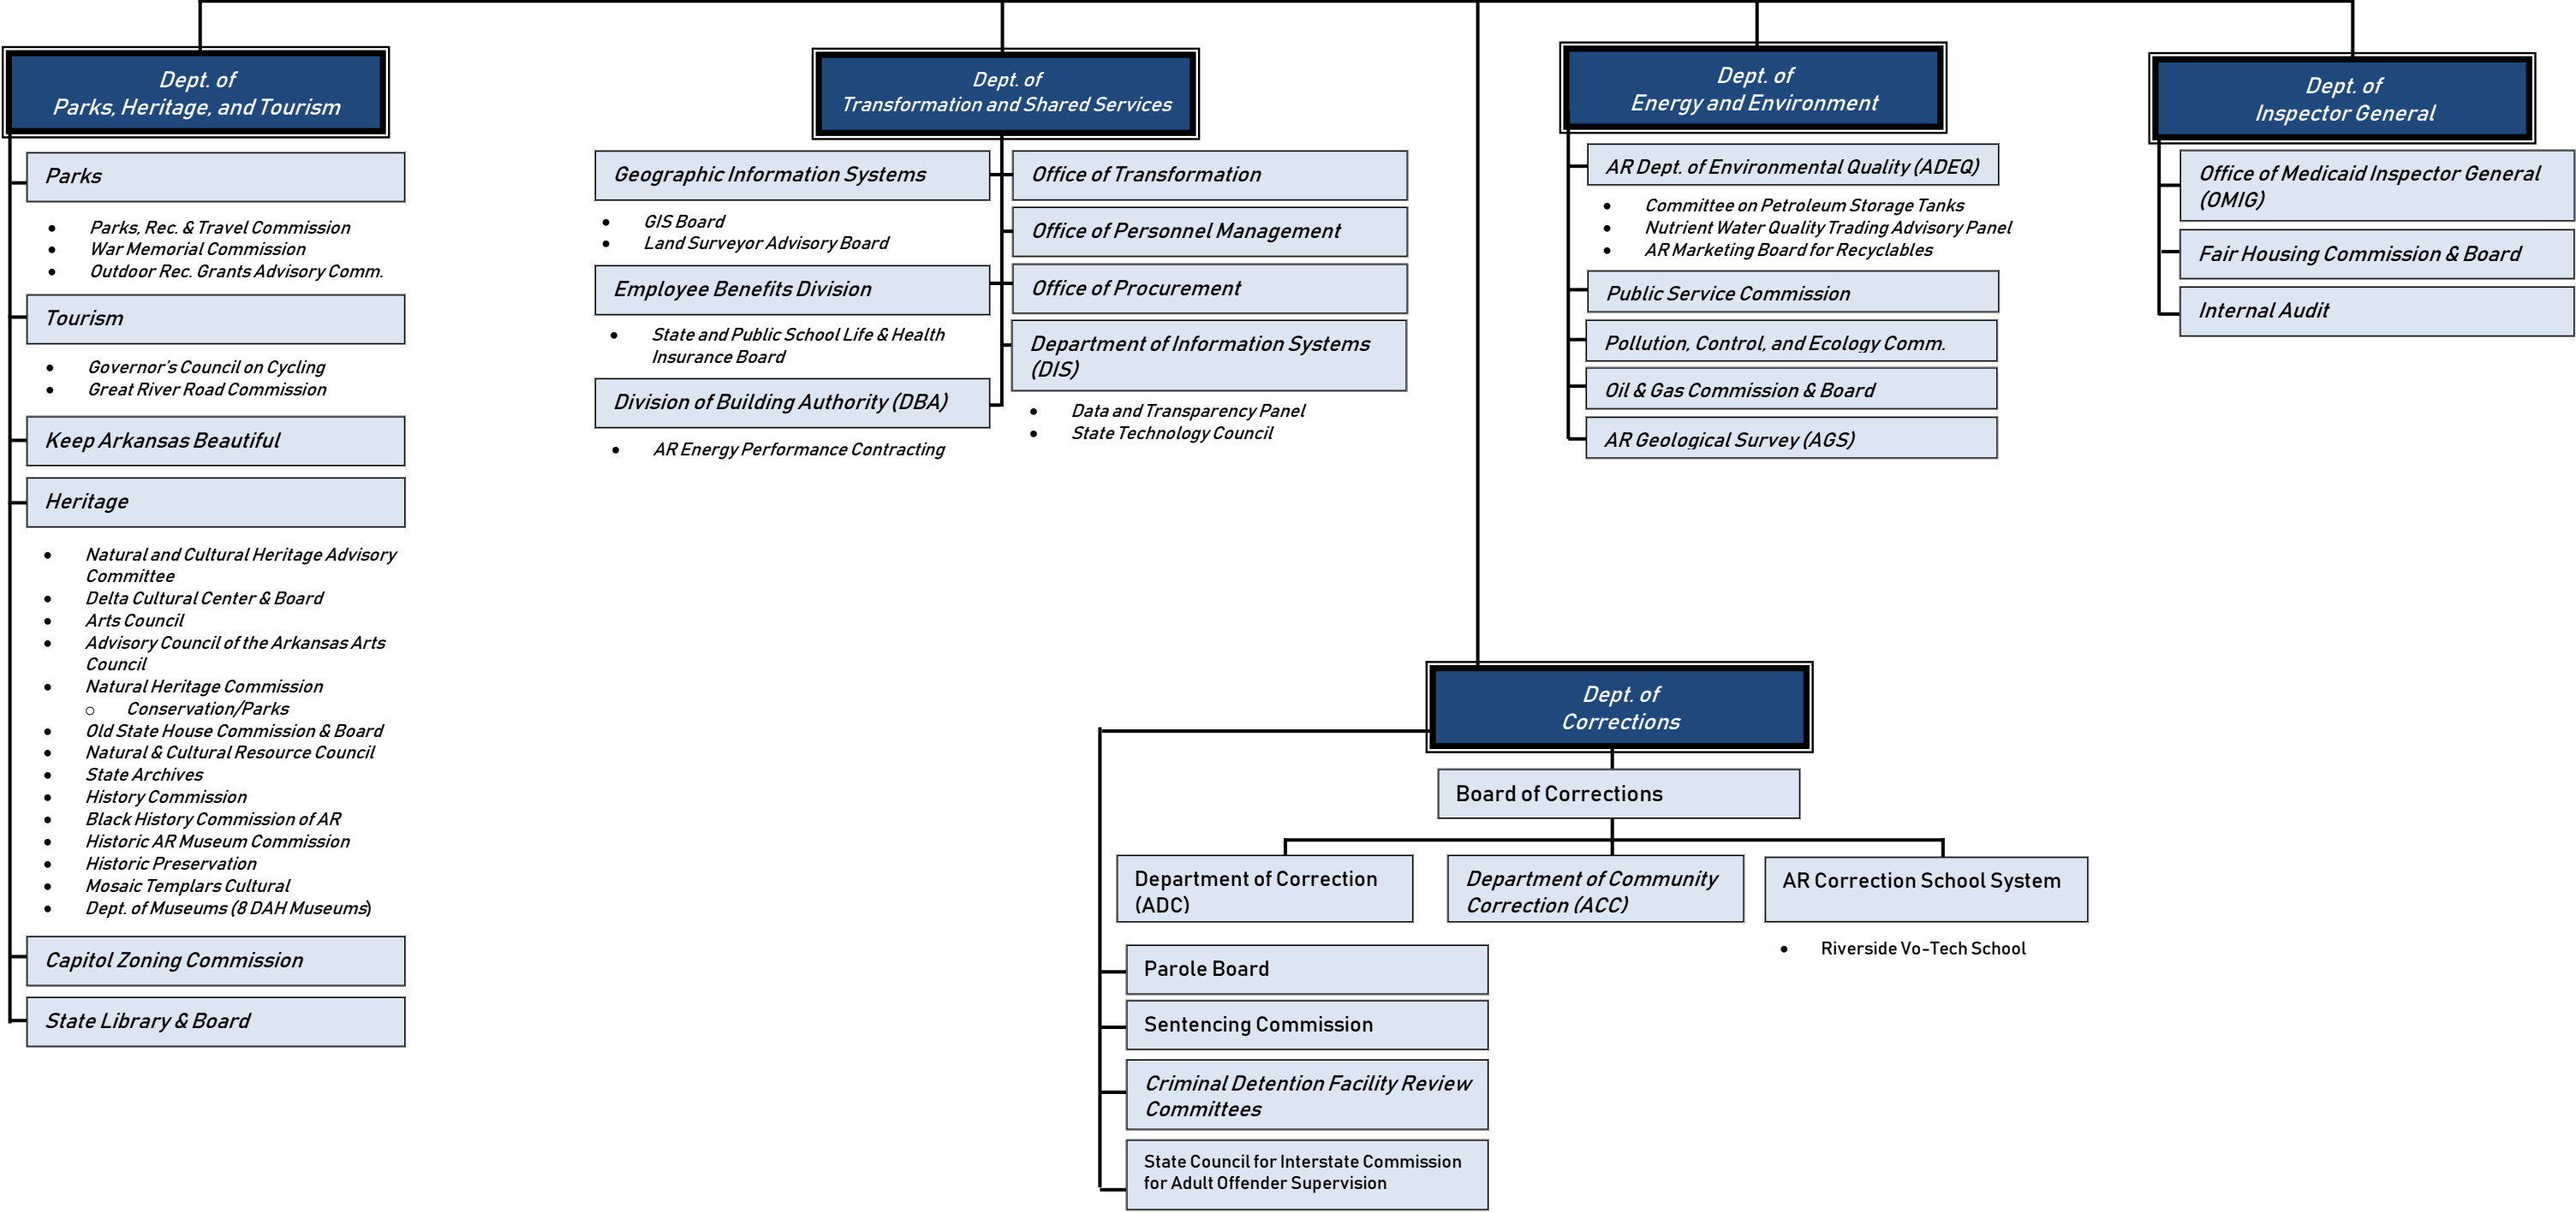 Dept. of
Parks, Heritage, and Tourism
Parks
• Parks, Rec. & Travel Commission
• War Memorial Commission
• Outdoor Rec. Grants Advisory Comm.
Tourism
• Governor's Council on Cycling
• Great River Road Commission
Keep Arkansas Beautiful
Heritage
• Natural and Cultural Heritage Advisory
Committee
• Delta Cultural Center & Board
• Arts Council
• Advisory Council of the Arkansas Arts
Council
• Natural Heritage Commission
○ Conservation/Parks
• Old State House Commission & Board
• Natural & Cultural Resource Council
• State Archives
• History Commission
• Black History Commission of AR
• Historic AR Museum Commission
• Historic Preservation
• Mosaic Templars Cultural
• Dept. of Museums (8 DAH Museums)
Capitol Zoning Commission
State Library & Board
Dept. of
Transformation and Shared Services
Geographic Information Systems
• GIS Board
• Land Surveyor Advisory Board
Employee Benefits Division
• State and Public School Life & Health
Insurance Board
Division of Building Authority (DBA)
• AR Energy Performance Contracting
Office of Transformation
Office of Personnel Management
Office of Procurement
Department of Information Systems
(DIS)
• Data and Transparency Panel
• State Technology Council
Dept. of
Energy and Environment
AR Dept. of Environmental Quality (ADEQ)
• Committee on Petroleum Storage Tanks
• Nutrient Water Quality Trading Advisory Panel
• AR Marketing Board for Recyclables
Public Service Commission
Pollution, Control, and Ecology Comm.
Oil & Gas Commission & Board
AR Geological Survey (AGS)
Dept. of
Inspector General
Office of Medicaid Inspector General
(OMIG)
Fair Housing Commission & Board
Internal Audit
Dept. of
Corrections
Board of Corrections
Department of Correction
(ADC)
Department of Community
Correction (ACC)
AR Correction School System
• Riverside Vo-Tech School
Parole Board
Sentencing Commission
Criminal Detention Facility Review
Committees
State Council for Interstate Commission
for Adult Offender Supervision